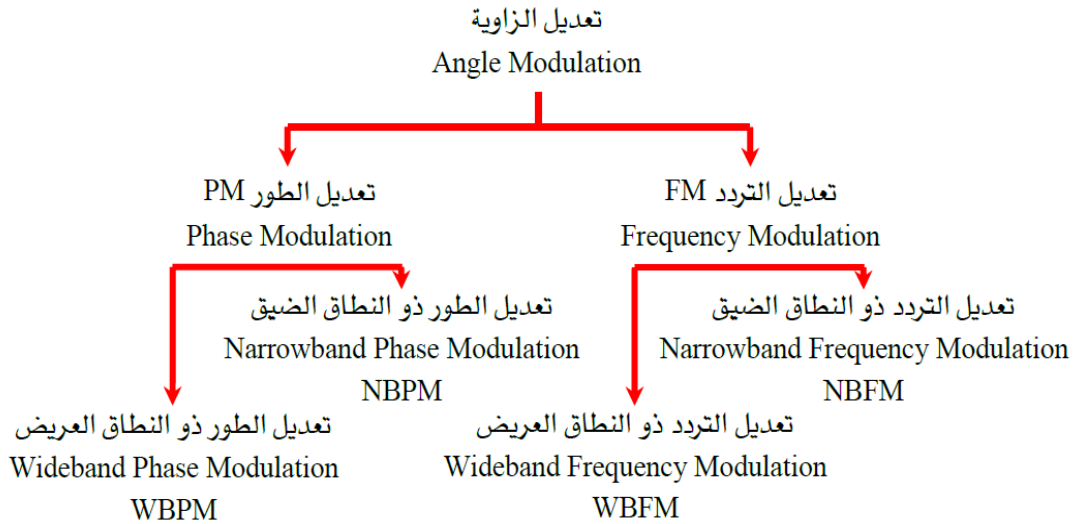 تعديل الزاوية
Angle Modulation
تعديل الطور PM
Phase Modulation
تعديل التردد FM
Frequency Modulation
تعديل الطور ذو النطاق الضيق
Narrowband Phase Modulation
NBPM
تعديل التردد ذو النطاق الضيق
Narrowband Frequency Modulation
NBFM
تعديل الطور ذو النطاق العريض
Wideband Phase Modulation
WBPM
تعديل التردد ذو النطاق العريض
Wideband Frequency Modulation
WBFM